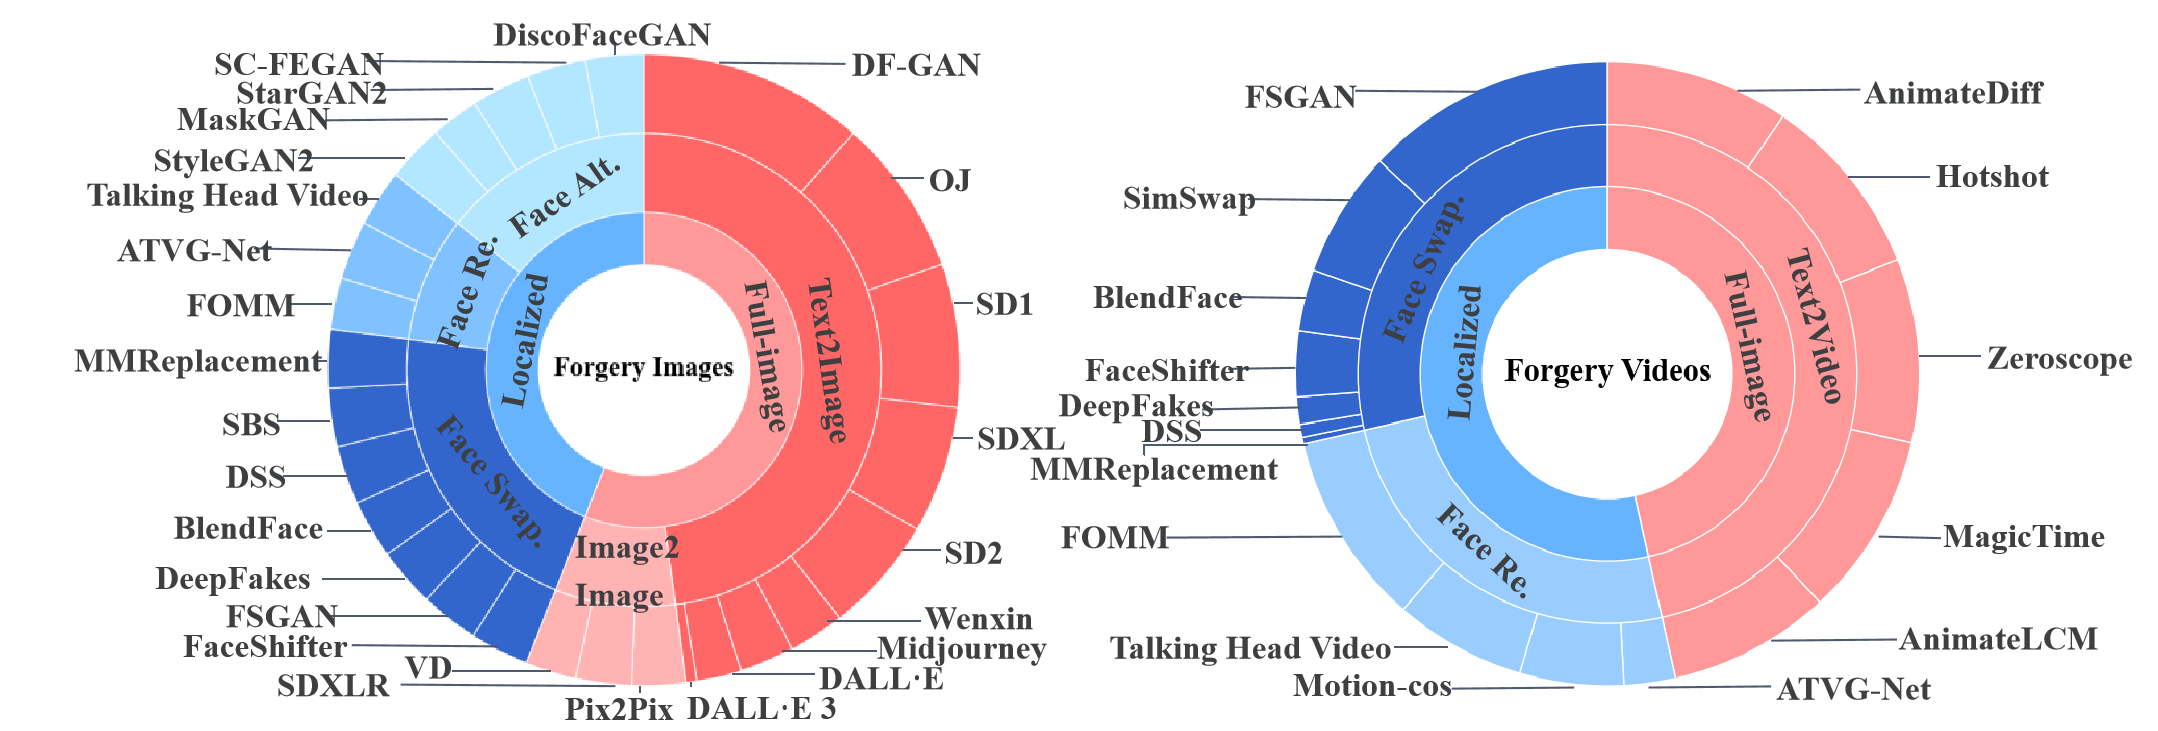 DiscoFaceGAN
SC-FEGAN
StarGAN2
MaskGAN
StyleGAN2
Talking Head Video
ATVG-Net
FOMM
MMReplacement
SBS
DSS
BlendFace
DeepFakes
FSGAN
FaceShifter
VD
SDXLR
Pix2Pix
DALL·E 3
DALL·E
Midjourney
Wenxin
SD2
SDXL
SD1
OJ
DF-GAN
Face Alt.
Face Re.
Face Swap.
Localized
Forgery Images
Full-image
Text2Image
Image2
Image
FSGAN
SimSwap
BlendFace
FaceShifter
DeepFakes
DSS
MMReplacement
FOMM
Talking Head Video
Motion-cos
ATVG-Net
AnimateLCM
MagicTime
Zeroscope
Hotshot
AnimateDiff
Face Swap.
Localized
Forgery Videos
Full-image
Text2Video
Face Re.